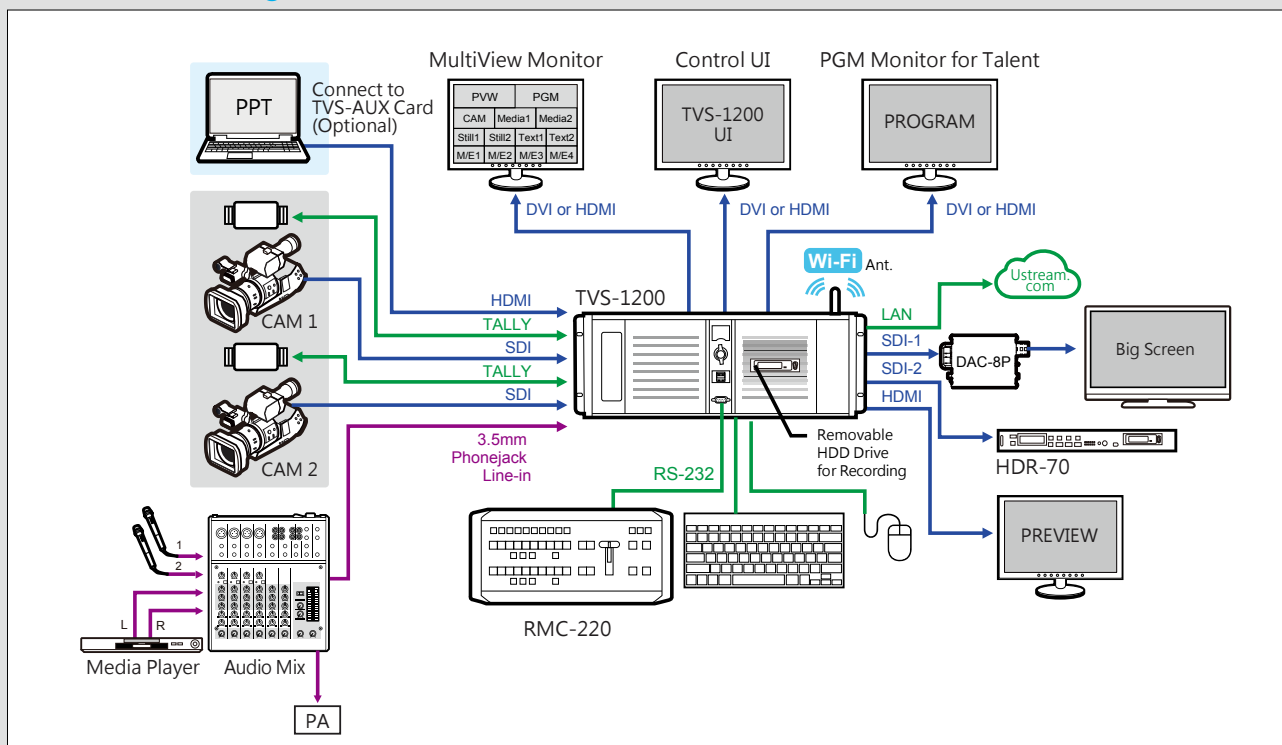 MultiView Monitor
Control UI
PGM Monitor for Talent
PPT
Connect to
TVS-AUX Card
(Optional)
PVW
PGM
CAM
Media1
Media2
Still1
Still2
Text1
Text2
M/E1
M/E2
M/E3
M/E4
TVS-1200
UI
PROGRAM
DVI or HDMI
DVI or HDMI
DVI or HDMI
Wi-Fi
Ant.
Ustream.
com
CAM 1
CAM 2
HDMI
TALLY
SDI
TALLY
SDI
3.5mm
Phonejack
Line-in
TVS-1200
LAN
SDI-1
SDI-2
HDMI
DAC-8P
Big Screen
HDR-70
PREVIEW
Removable
HDD Drive
for Recording
RS-232
RMC-220
1
2
L
R
Media Player
Audio Mix
PA